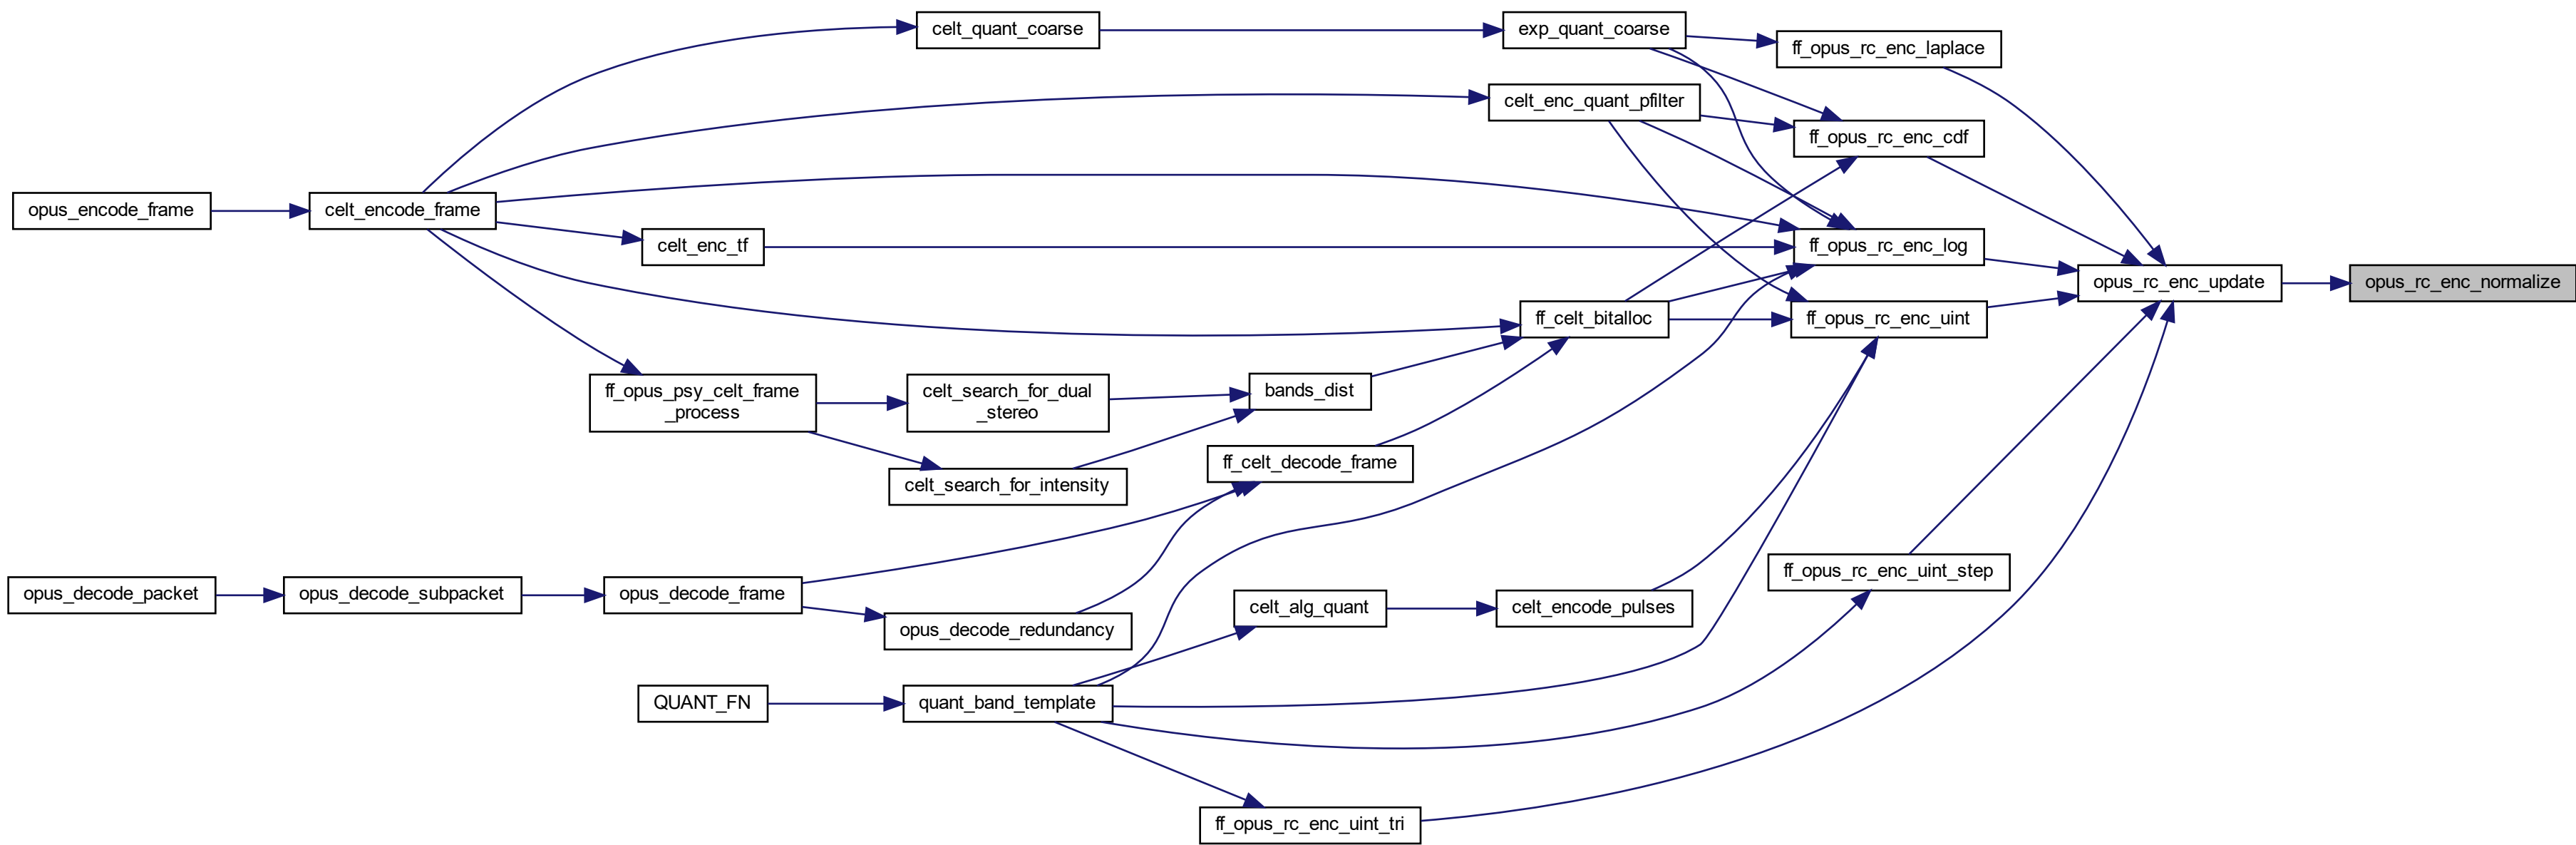 celt_quant_coarse
exp_quant_coarse
ff_opus_rc_enc_laplace
celt_enc_quant_pfilter
ff_opus_rc_enc_cdf
opus_encode_frame
celt_encode_frame
celt_enc_tf
ff_opus_rc_enc_log
opus_rc_enc_update
opus_rc_enc_normalize
ff_celt_bitalloc
ff_opus_rc_enc_uint
ff_opus_psy_celt_frame
_process
celt_search_for_dual
_stereo
bands_dist
ff_celt_decode_frame
celt_search_for_intensity
ff_opus_rc_enc_uint_step
opus_decode_packet
opus_decode_subpacket
opus_decode_frame
celt_alg_quant
celt_encode_pulses
opus_decode_redundancy
QUANT_FN
quant_band_template
ff_opus_rc_enc_uint_tri